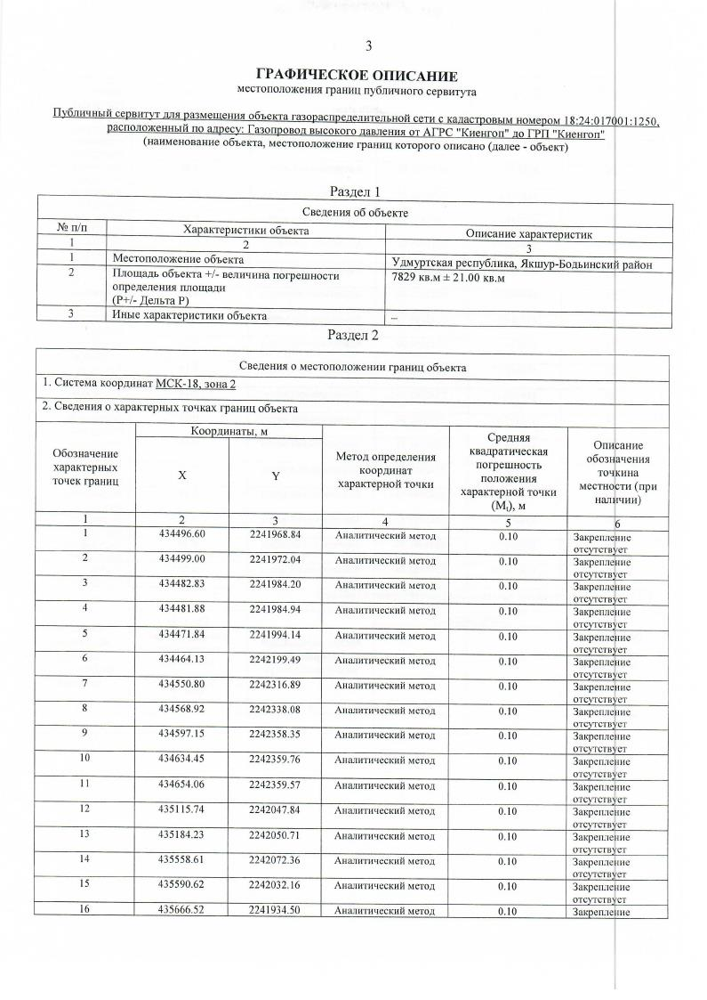 3
ГРАФИЧЕСКОЕ ОПИСАНИЕ
местоположения границ публичного сервитута
Публичный сервитут для размещения объекта газораспределительной сети с кадастровым номером 18:24:017001:1250,
расположенный по адресу: Газопровод высокого давления от АГРС "Киенгоп" до ГРП "Киенгоп"
(наименование объекта, местоположение границ которого описано (далее - объект)
Раздел 1
Сведения об объекте
№ п/п Характеристики объекта Описание характеристик
1 2 3
1 Местоположение объекта Удмуртская республика, Якшур-Бодьинский район
2 Площадь объекта +/- величина погрешности 7829 кв.м ± 21.00 кв.м
определения площади
(Р+/- Дельта Р)
3 Иные характеристики объекта –
Раздел 2
Сведения о местоположении границ объекта
1. Система координат МСК-18, зона 2
2. Сведения о характерных точках границ объекта
Обозначение
характерных
точек границ
Координаты, м
X Y
Метод определения
координат
характерной точки
Средняя
квадратическая
погрешность
положения
характерной точки
(Mt), м
Описание
обозначения
точкина
местности (при
наличии)
1 2 3 4 5 6
1 434496.60 2241968.84 Аналитический метод 0.10 Закрепление
отсутствует
2 434499.00 2241972.04 Аналитический метод 0.10 Закрепление
отсутствует
3 434482.83 2241984.20 Аналитический метод 0.10 Закрепление
отсутствует
4 434481.88 2241984.94 Аналитический метод 0.10 Закрепление
отсутствует
5 434471.84 2241994.14 Аналитический метод 0.10 Закрепление
отсутствует
6 434464.13 2242199.49 Аналитический метод 0.10 Закрепление
отсутствует
7 434550.80 2242316.89 Аналитический метод 0.10 Закрепление
отсутствует
8 434568.92 2242338.08 Аналитический метод 0.10 Закрепление
отсутствует
9 434597.15 2242358.35 Аналитический метод 0.10 Закрепление
отсутствует
10 434634.45 2242359.76 Аналитический метод 0.10 Закрепление
отсутствует
11 434654.06 2242359.57 Аналитический метод 0.10 Закрепление
отсутствует
12 435115.74 2242047.84 Аналитический метод 0.10 Закрепление
отсутствует
13 435184.23 2242050.71 Аналитический метод 0.10 Закрепление
отсутствует
14 435558.61 2242072.36 Аналитический метод 0.10 Закрепление
отсутствует
15 435590.62 2242032.16 Аналитический метод 0.10 Закрепление
отсутствует
16 435666.52 2241934.50 Аналитический метод 0.10 Закрепление